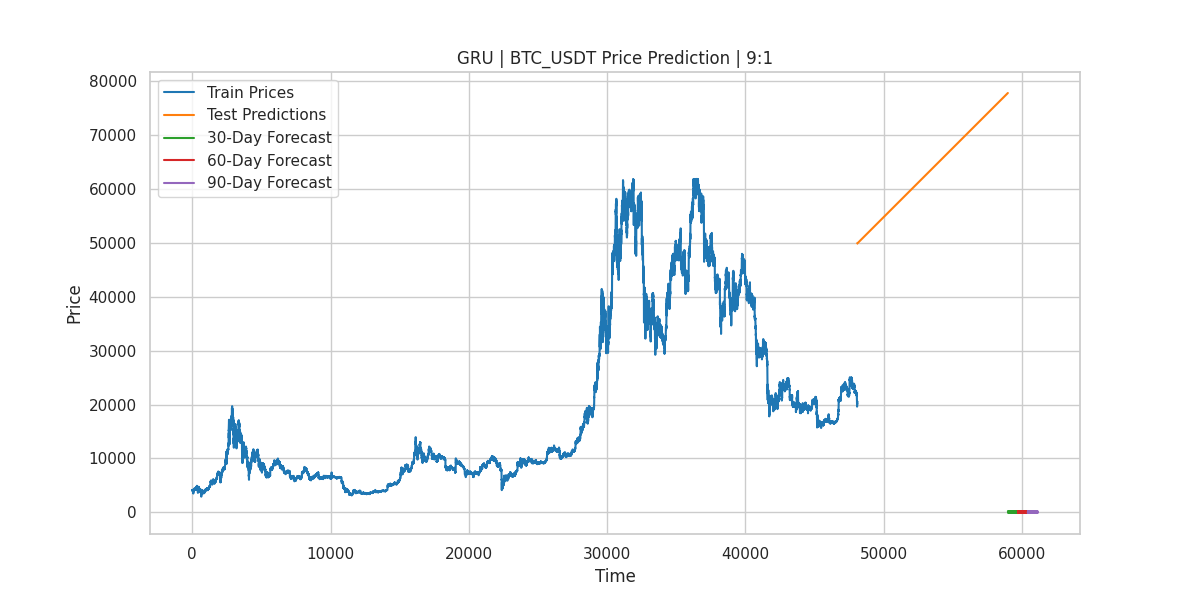 GRU | BTC_USDT Price Prediction | 9:1
80000
70000
60000
50000
40000
30000
20000
10000
0
Price
Train Prices
Test Predictions
30-Day Forecast
60-Day Forecast
90-Day Forecast
0 10000 20000 30000 40000 50000 60000
Time